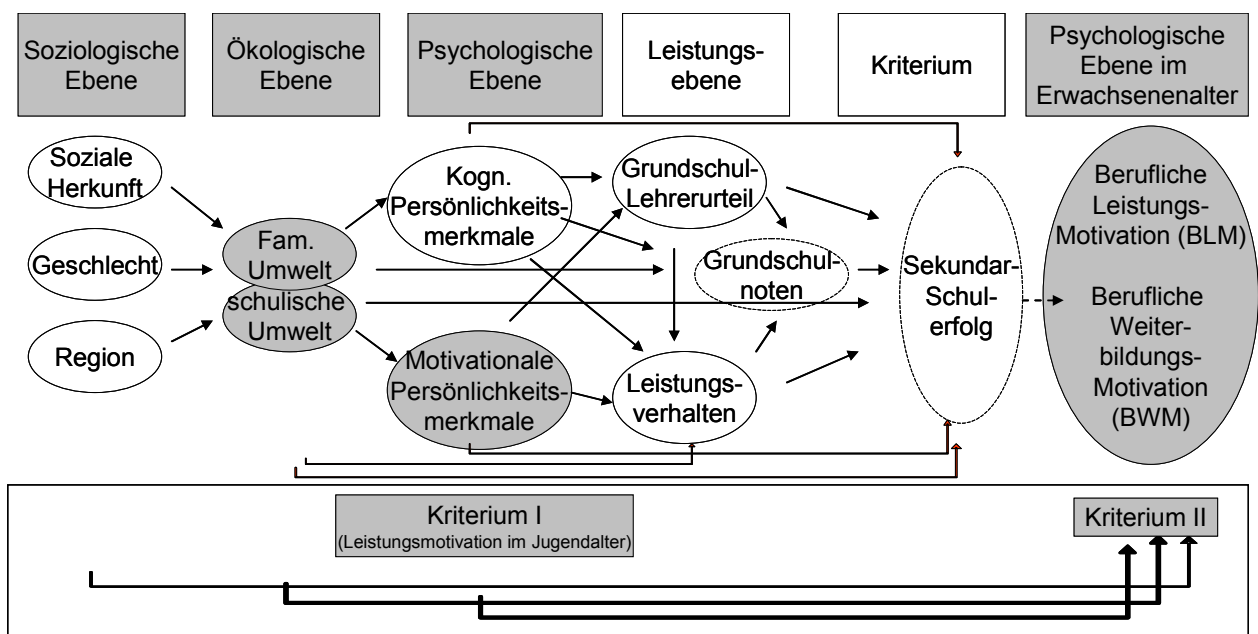 Soziologische
Ebene
Ökologische
Ebene
Psychologische
Ebene
Leistungs-
ebene
Kriterium
Psychologische
Ebene im
Erwachsenenalter
Soziale
Herkunft
Geschlecht
Region
Fam.
Umwelt
schulische
Umwelt
Kogn.
Persönlichkeits-
merkmale
Motivationale
Persönlichkeits-
merkmale
Grundschul-
Lehrerurteil
Grundschul-
noten
Leistungs-
verhalten
Sekundar-
Schul-
erfolg
Berufliche
Leistungs-
Motivation (BLM)
Berufliche
Weiter-
bildungs-
Motivation
(BWM)
Kriterium I
(Leistungsmotivation im Jugendalter)
Kriterium II